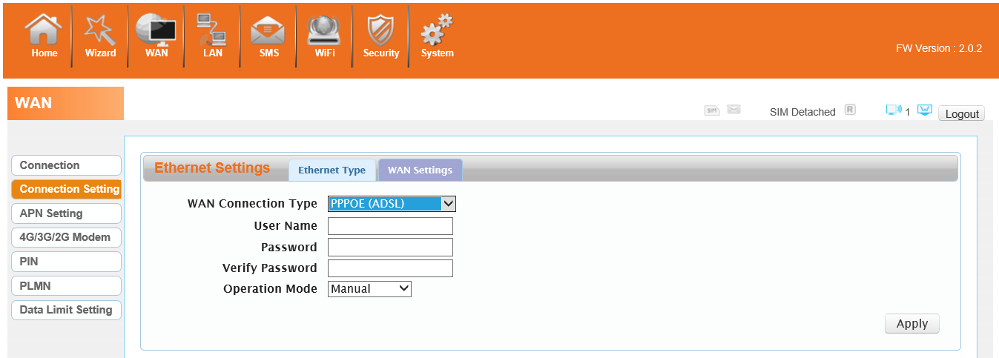 Home Wizard WAN LAN SMS WiFi Security System
FW Version : 2.0.2
WAN
SIM
SIM Detached R 1 W Logout
Connection
Connection Setting
APN Setting
4G/3G/2G Modem
PIN
PLMN
Data Limit Setting
Ethernet Settings Ethernet Type WAN Settings
WAN Connection Type PPPOE (ADSL)
User Name
Password
Verify Password
Operation Mode Manual
Apply